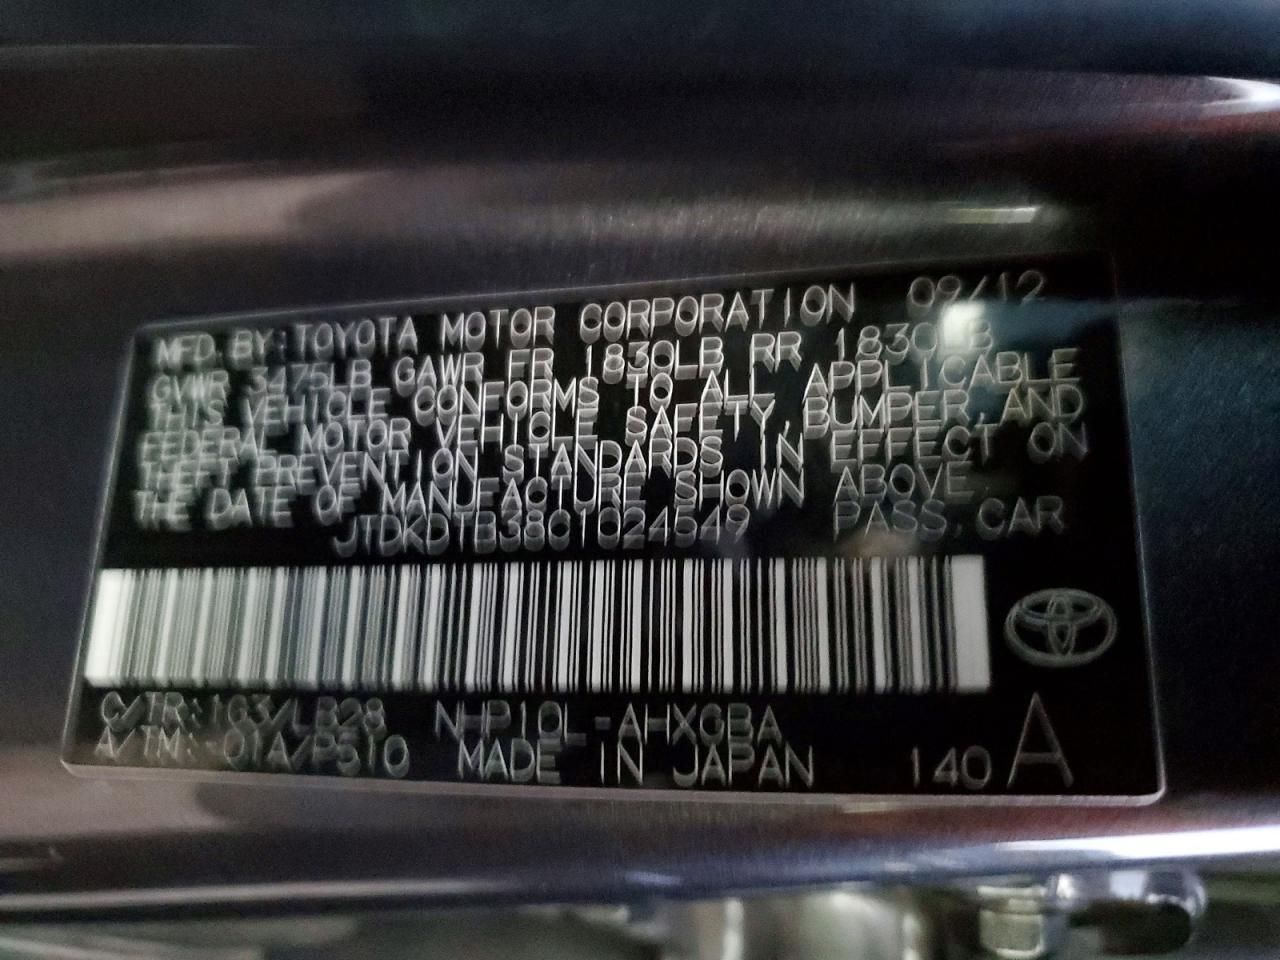 MFD. BY: TOYOTA MOTOR CORPORATION 09/12
GVWR 3475LB GAWR FR 1830LB RR 1830LB
THIS VEHICLE CONFORMS TO ALL APPLICABLE
FEDERAL MOTOR VEHICLE SAFETY, BUMPER, AND
THEFT PREVENTION STANDARDS IN EFFECT ON
THE DATE OF MANUFACTURE SHOWN ABOVE.
JTDKDTB3801024549 PASS. CAR
C/TR: 1G3/LB28 NHP10L-AHXGBA
A/TM: -01A/P510 MADE IN JAPAN 140 A